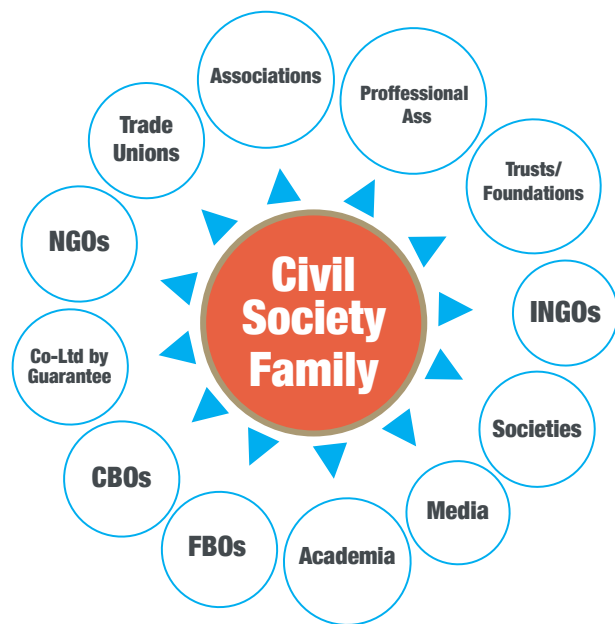 Associations
Proffessional
Ass
Trusts/
Foundations
INGOs
Societies
Media
Academia
FBOs
CBOs
Co-Ltd by
Guarantee
NGOs
Trade
Unions
Civil
Society
Family